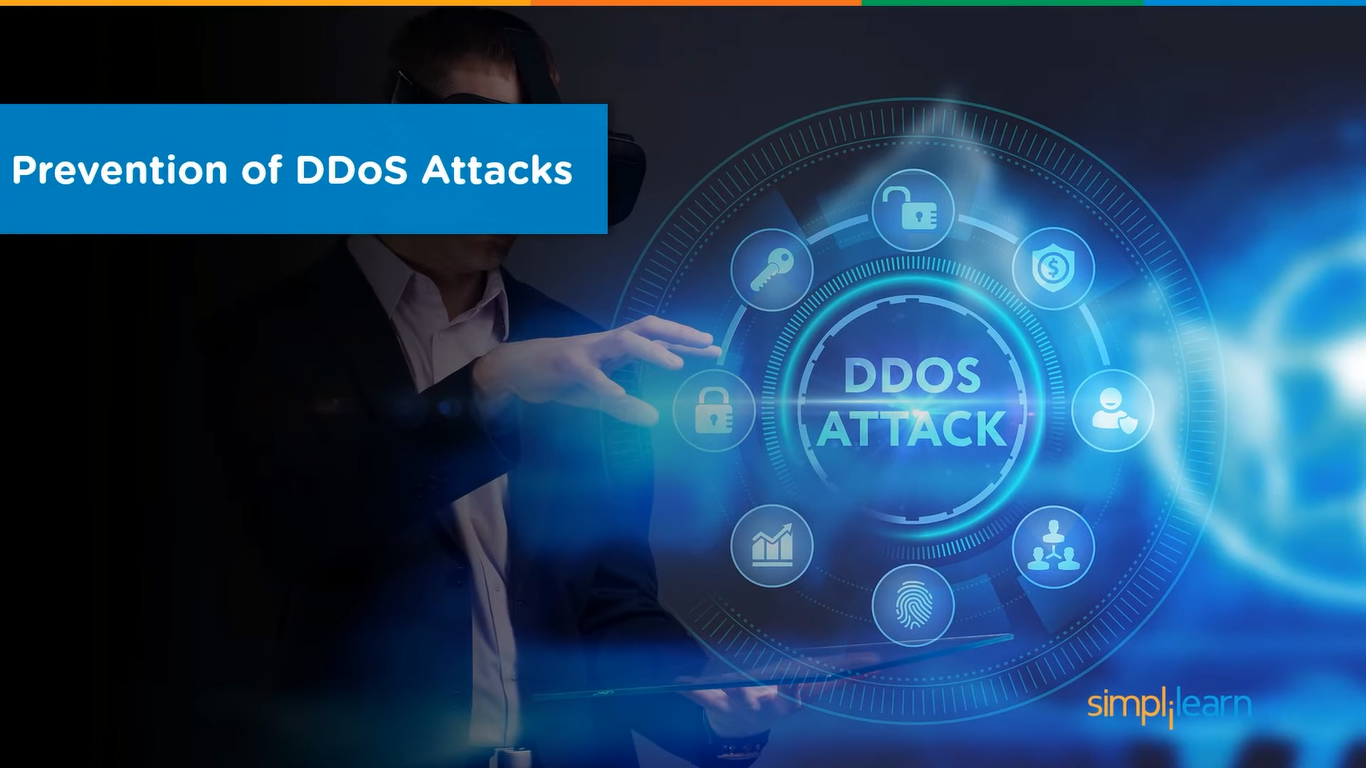 Prevention of DDoS Attacks
DDOS
ATTACK
simplilearn